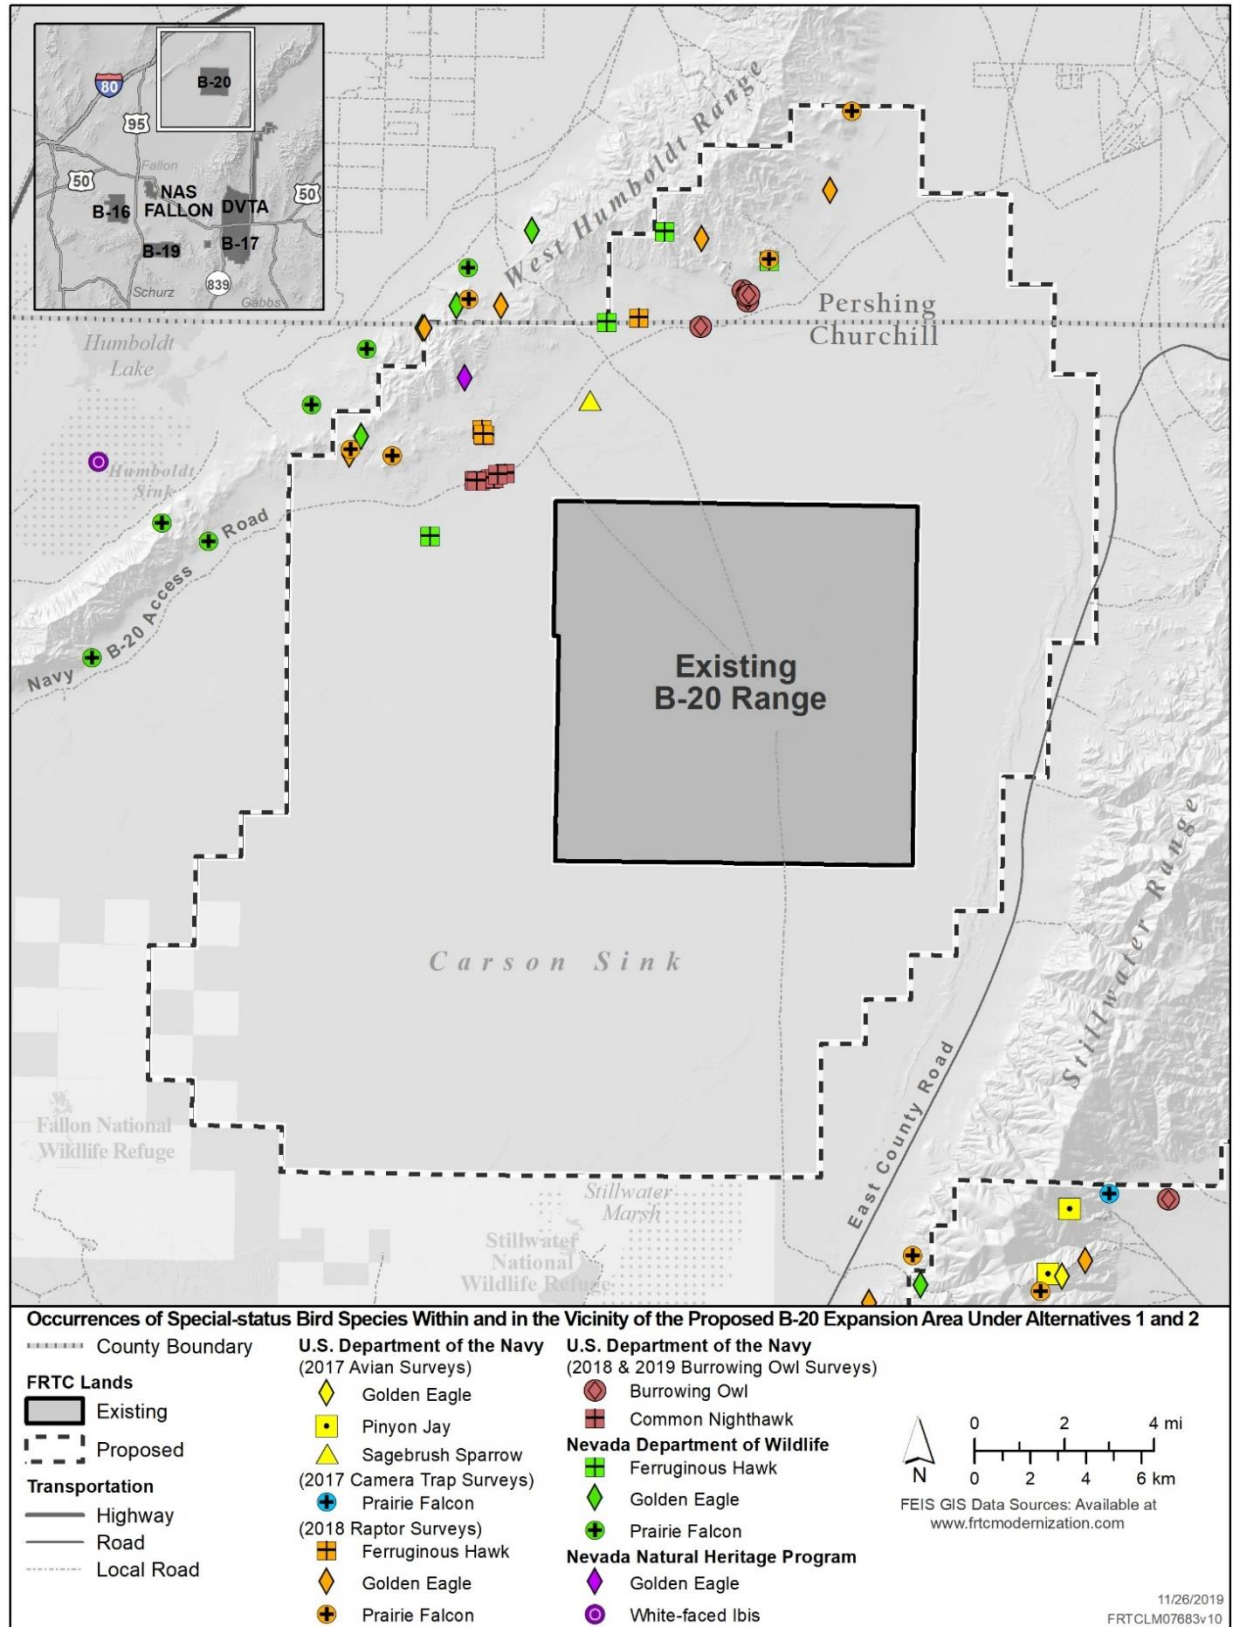 B-20
80
95
Fallon
50
NAS
FALLON
DVTA
50
B-16
B-19
B-17
Schurz
839
Gabbs
West Humboldt Range
Pershing
Churchill
Humboldt
Lake
Humboldt
Sink
Navy B-20 Access Road
Existing
B-20 Range
Carson Sink
Stillwater Range
East County Road
Fallon National
Wildlife Refuge
Stillwater
Marsh
Stillwater
National
Wildlife Refuge
Occurrences of Special-status Bird Species Within and in the Vicinity of the Proposed B-20 Expansion Area Under Alternatives 1 and 2
County Boundary
FRTC Lands
Existing
Proposed
Transportation
Highway
Road
Local Road
U.S. Department of the Navy
(2017 Avian Surveys)
Golden Eagle
Pinyon Jay
Sagebrush Sparrow
(2017 Camera Trap Surveys)
Prairie Falcon
(2018 Raptor Surveys)
Ferruginous Hawk
Golden Eagle
Prairie Falcon
U.S. Department of the Navy
(2018 & 2019 Burrowing Owl Surveys)
Burrowing Owl
Common Nighthawk
Nevada Department of Wildlife
Ferruginous Hawk
Golden Eagle
Prairie Falcon
Nevada Natural Heritage Program
Golden Eagle
White-faced Ibis
N
0 2 4 mi
0 2 4 6 km
FEIS GIS Data Sources: Available at
www.frtcmodernization.com
11/26/2019
FRTCLM07683v10